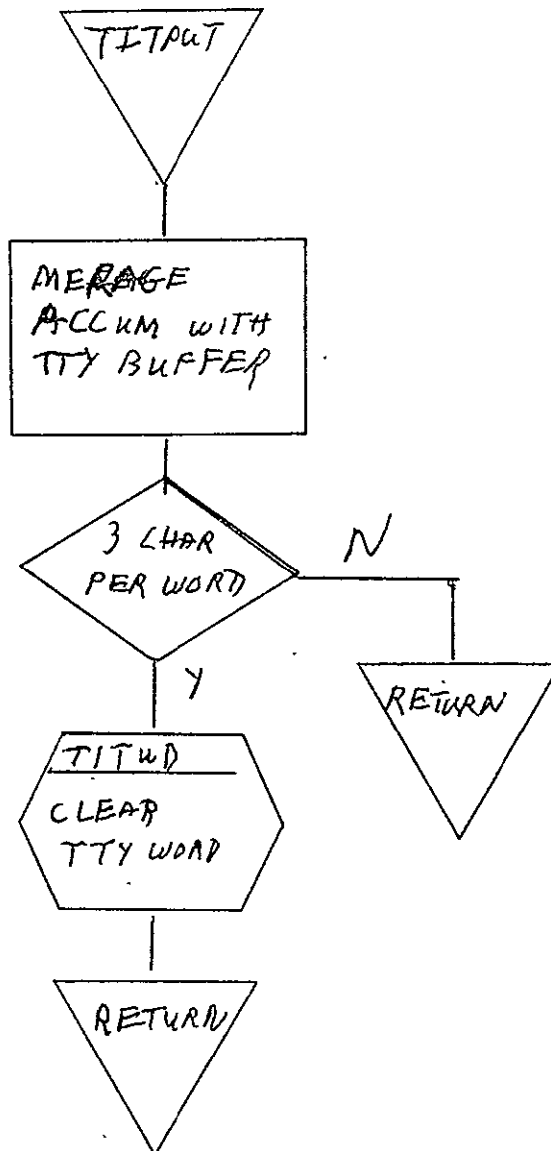 TITPUT
MERAGE
ACCUM WITH
TTY BUFFER
3 CHAR
PER WORD
N
Y
RETURN
TITWD
CLEAR
TTY WORD
RETURN